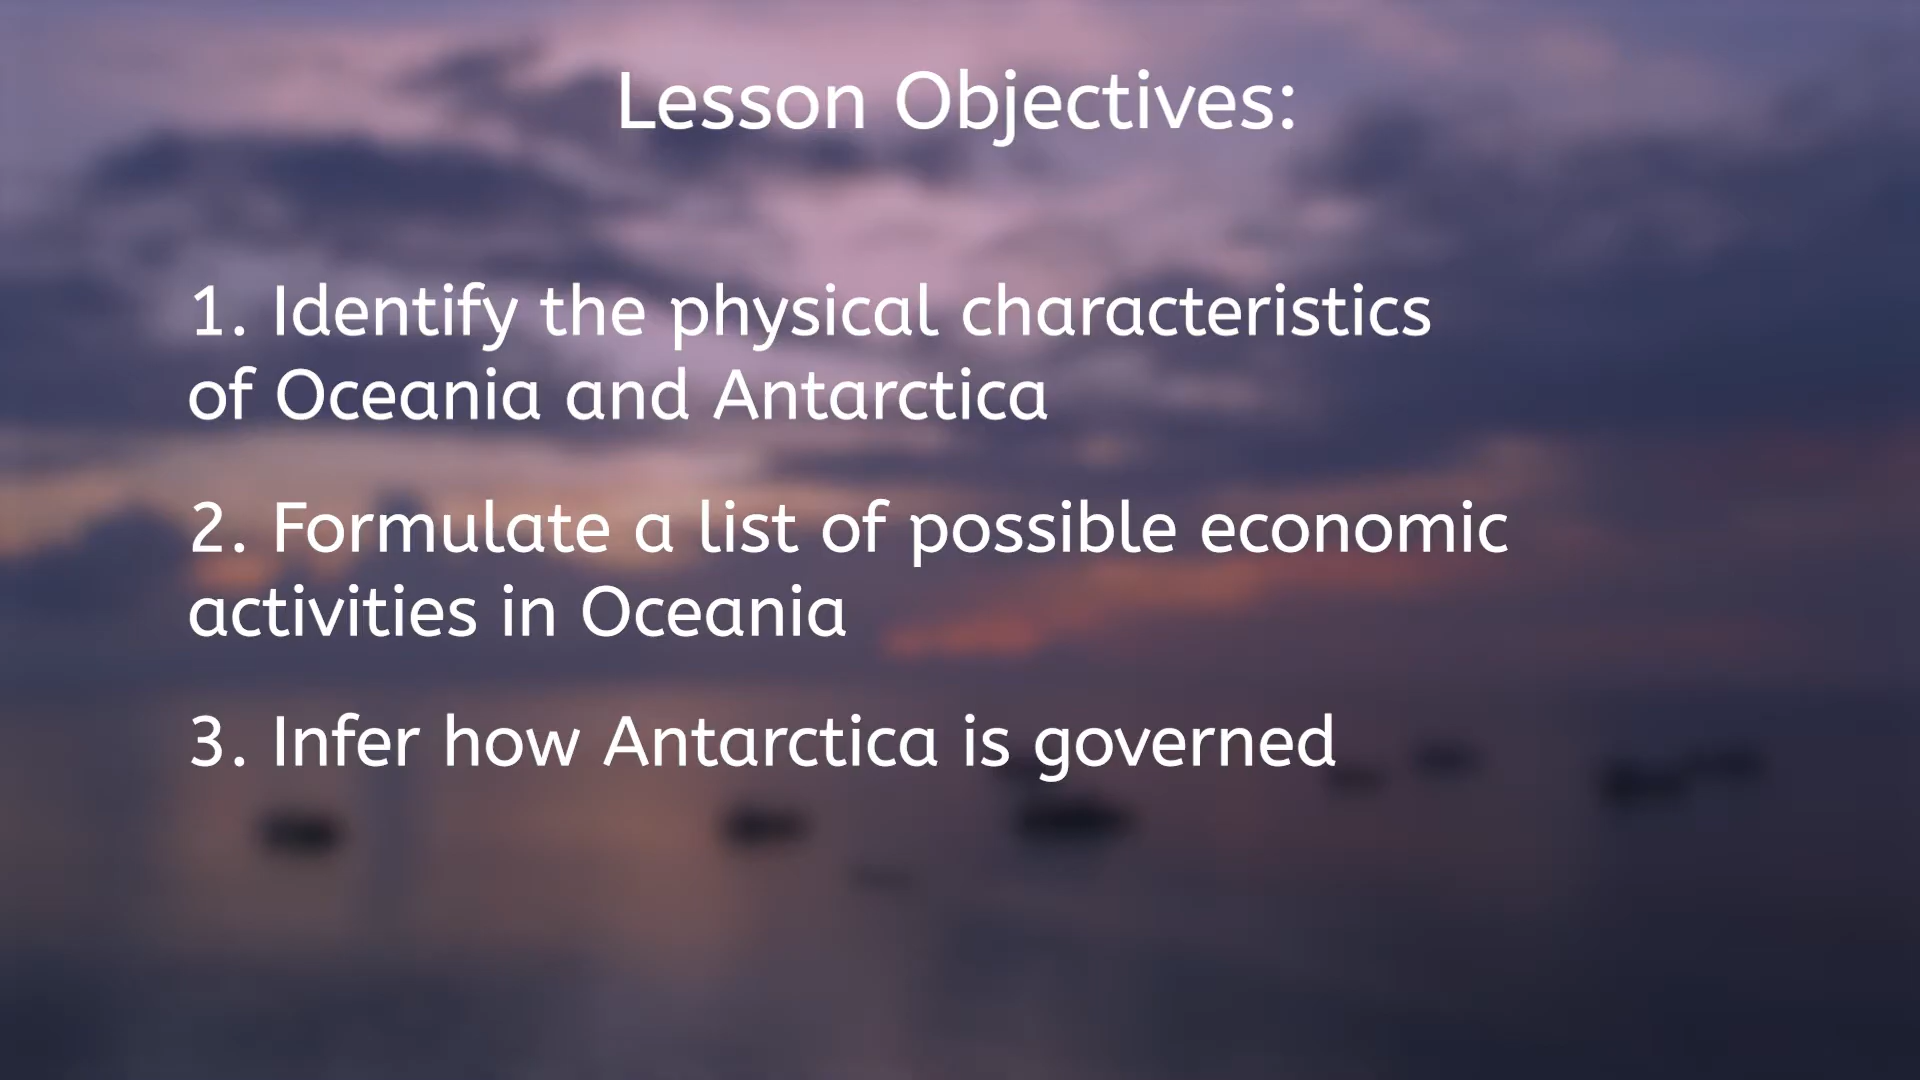 Lesson Objectives:
1. Identify the physical characteristics
of Oceania and Antarctica
2. Formulate a list of possible economic
activities in Oceania
3. Infer how Antarctica is governed